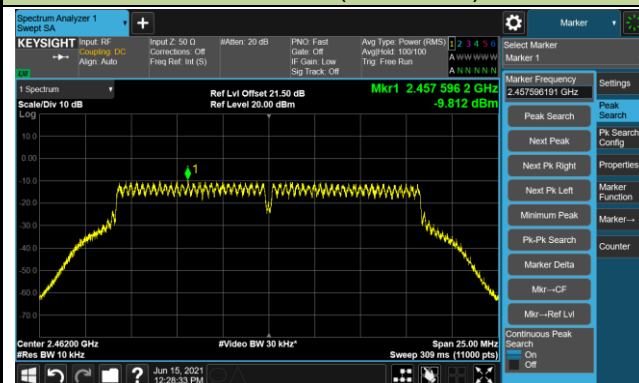 Spectrum Analyzer 1
Swept SA
+
Marker
KEYSIGHT
Input: RF
Coupling: DC
Align: Auto
Input Z: 50 Ω
Corrections: Off
Freq Ref: Int (S)
#Atten: 20 dB
PNO: Fast
Gate: Off
IF Gain: Low
Sig Track: Off
Avg Type: Power (RMS)
Avg|Hold: 100/100
Trig: Free Run
1 2 3 4 5 6
A W W W W W
A N N N N N
LXI
Select Marker
Marker 1
1 Spectrum
Scale/Div 10 dB
Log
Ref Lvl Offset 21.50 dB
Ref Level 20.00 dBm
Mkr1 2.457 596 2 GHz
-9.812 dBm
1
10.0
0.00
-10.0
-20.0
-30.0
-40.0
-50.0
-60.0
-70.0
Center 2.46200 GHz
#Res BW 10 kHz
#Video BW 30 kHz*
Span 25.00 MHz
Sweep 309 ms (11000 pts)
Marker Frequency
2.457596191 GHz
Peak Search
Next Peak
Next Pk Right
Next Pk Left
Minimum Peak
Pk-Pk Search
Marker Delta
Mkr→CF
Mkr→Ref Lvl
Continuous Peak
Search
On
Off
Settings
Peak
Search
Pk Search
Config
Properties
Marker
Function
Marker→
Counter
?
Jun 15, 2021
12:28:33 PM